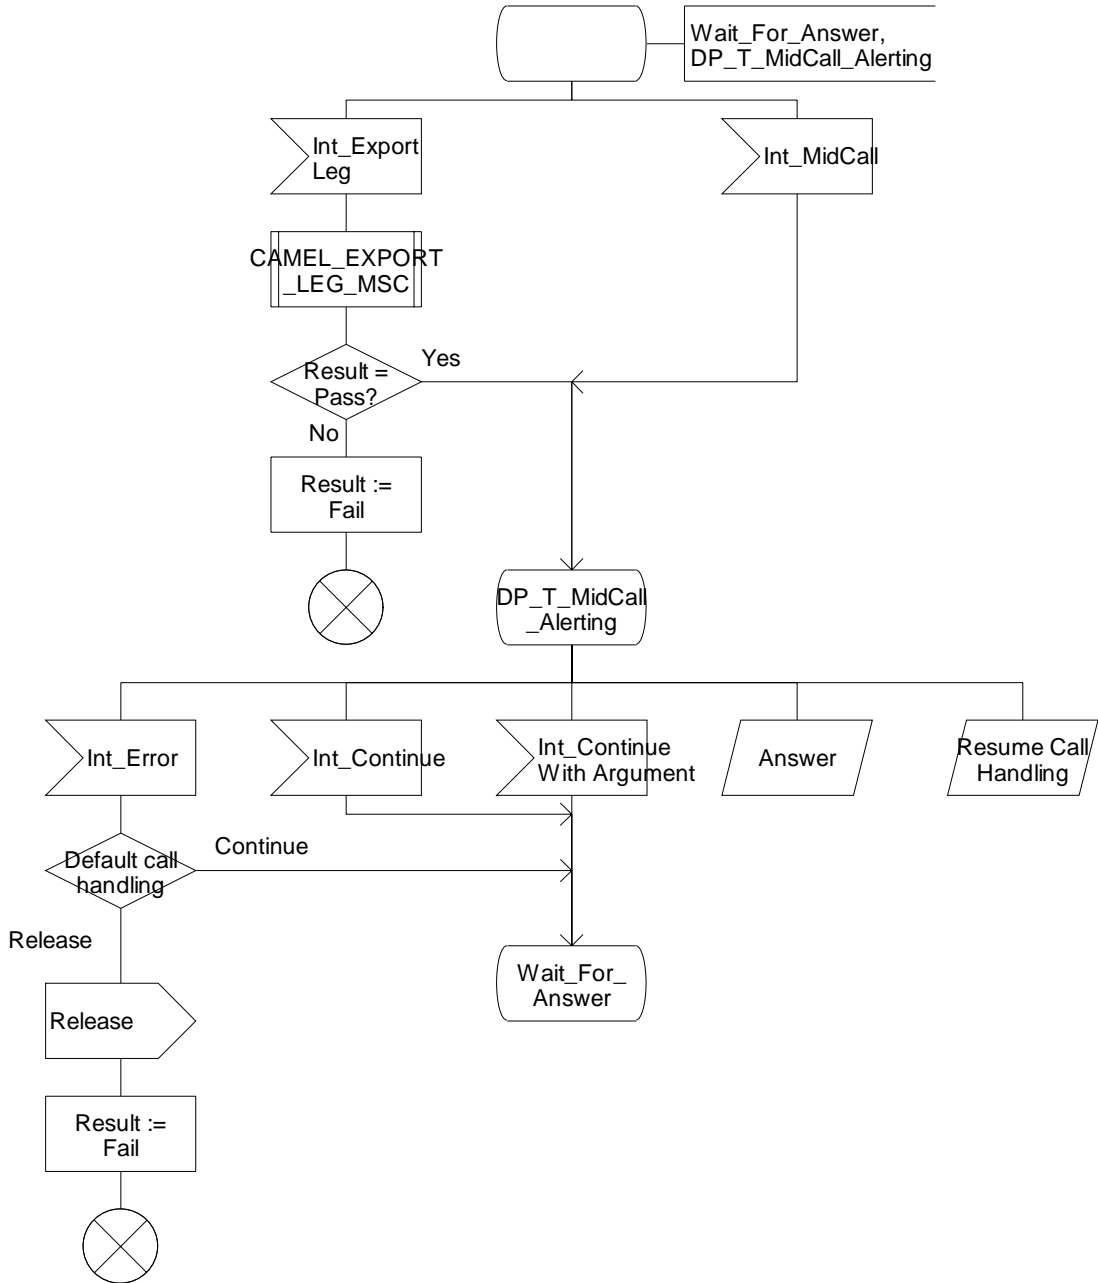 Wait_For_Answer,
DP_T_MidCall_Alerting
Int_Export
Leg
Int_MidCall
CAMEL_EXPORT
_LEG_MSC
Yes
Result =
Pass?
No
Result :=
Fail
DP_T_MidCall
_Alerting
Int_Error
Int_Continue
Int_Continue
With Argument
Answer
Resume Call
Handling
Continue
Default call
handling
Release
Wait_For_
Answer
Release
Result :=
Fail